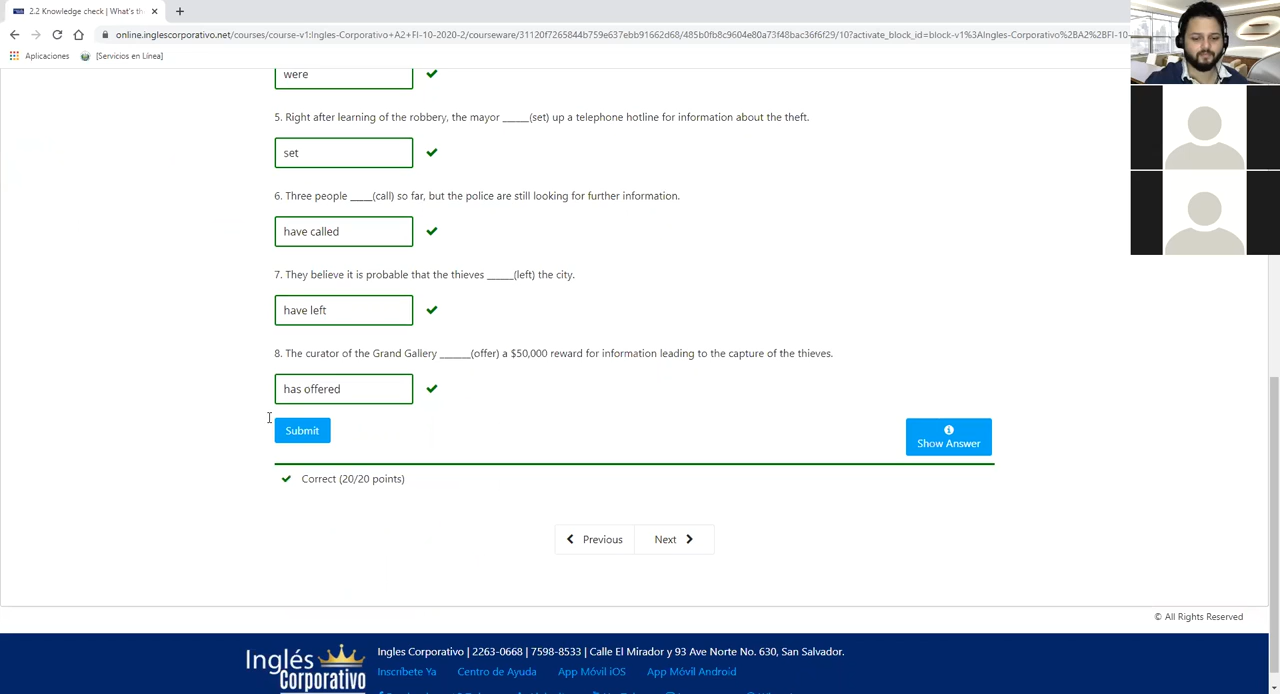 2.2 Knowledge check | What's th
online.inglescorporativo.net/courses/course-v1:Ingles-Corporativo+A2+FI-10-2020-2/courseware/31120f7265844b759e637ebb91662d68/485b0fb8c9604e80a73f48bac36f6f29/10?activate_block_id=block-v1%3AIngles-Corporativo%2BA2%2BFI-10-
Aplicaciones
[Servicios en Línea]
were
5. Right after learning of the robbery, the mayor _____(set) up a telephone hotline for information about the theft.
set
6. Three people ____(call) so far, but the police are still looking for further information.
have called
7. They believe it is probable that the thieves _____(left) the city.
have left
8. The curator of the Grand Gallery ______(offer) a $50,000 reward for information leading to the capture of the thieves.
has offered
Submit
Show Answer
Correct (20/20 points)
Previous
Next
© All Rights Reserved
Inglés
Corporativo
Ingles Corporativo | 2263-0668 | 7598-8533 | Calle El Mirador y 93 Ave Norte No. 630, San Salvador.
Inscríbete Ya Centro de Ayuda App Móvil iOS App Móvil Android